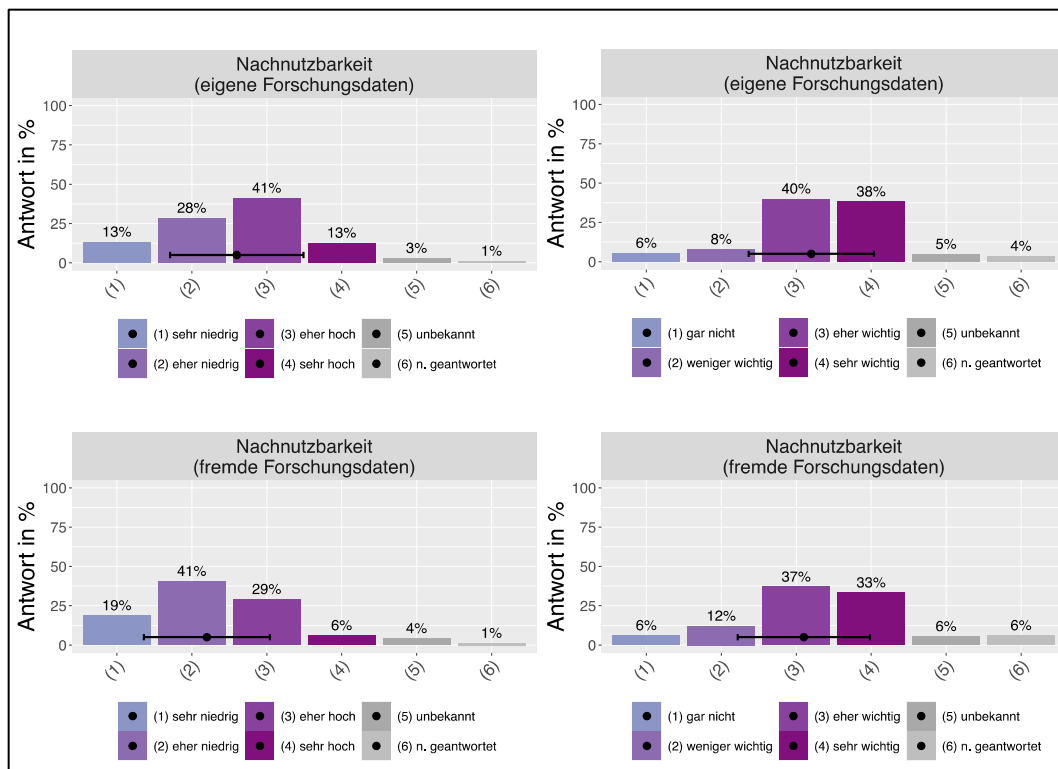 Nachnutzbarkeit
(eigene Forschungsdaten)
Antwort in %
100
75
50
25
0
13%
28%
41%
13%
3%
1%
(1)
(2)
(3)
(4)
(5)
(6)
(1) sehr niedrig
(3) eher hoch
(5) unbekannt
(2) eher niedrig
(4) sehr hoch
(6) n. geantwortet
Nachnutzbarkeit
(eigene Forschungsdaten)
Antwort in %
100
75
50
25
0
6%
8%
40%
38%
5%
4%
(1)
(2)
(3)
(4)
(5)
(6)
(1) gar nicht
(3) eher wichtig
(5) unbekannt
(2) weniger wichtig
(4) sehr wichtig
(6) n. geantwortet
Nachnutzbarkeit
(fremde Forschungsdaten)
Antwort in %
100
75
50
25
0
19%
41%
29%
6%
4%
1%
(1)
(2)
(3)
(4)
(5)
(6)
(1) sehr niedrig
(3) eher hoch
(5) unbekannt
(2) eher niedrig
(4) sehr hoch
(6) n. geantwortet
Nachnutzbarkeit
(fremde Forschungsdaten)
Antwort in %
100
75
50
25
0
6%
12%
37%
33%
6%
6%
(1)
(2)
(3)
(4)
(5)
(6)
(1) gar nicht
(3) eher wichtig
(5) unbekannt
(2) weniger wichtig
(4) sehr wichtig
(6) n. geantwortet